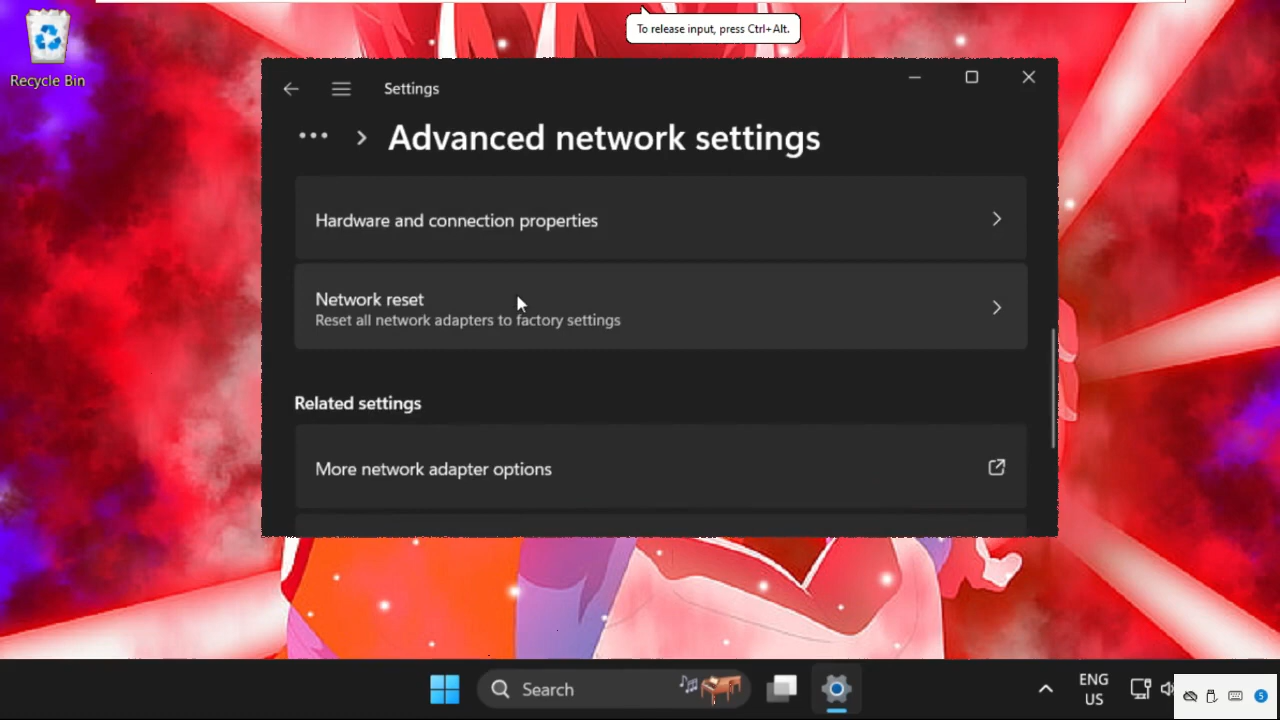 To release input, press Ctrl+Alt.
Recycle Bin
Settings
Advanced network settings
Hardware and connection properties
Network reset
Reset all network adapters to factory settings
Related settings
More network adapter options
Search
ENG
US
5